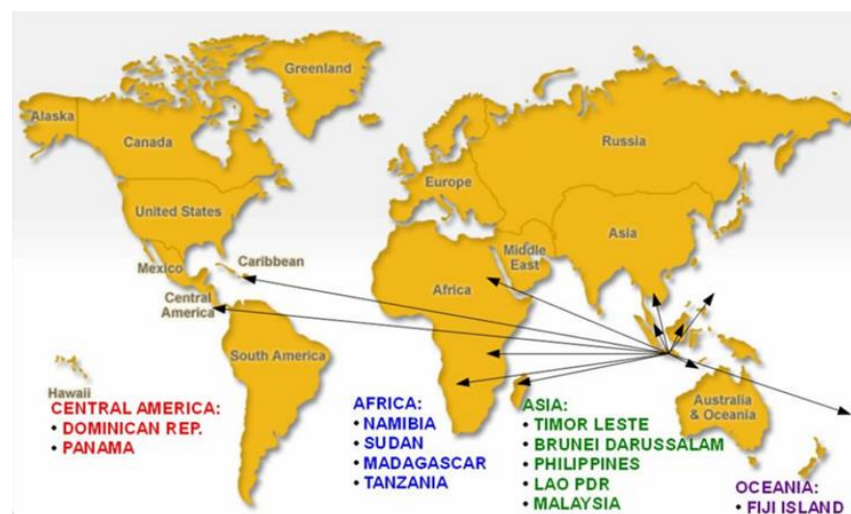 Greenland
Alaska
Canada
Russia
Europe
United States
Asia
Middle
East
Mexico
Caribbean
Africa
Central
America
South America
Hawaii
Australia
& Oceania
CENTRAL AMERICA:
• DOMINICAN REP.
• PANAMA
AFRICA:
• NAMIBIA
• SUDAN
• MADAGASCAR
• TANZANIA
ASIA:
• TIMOR LESTE
• BRUNEI DARUSSALAM
• PHILIPPINES
• LAO PDR
• MALAYSIA
OCEANIA:
• FIJI ISLAND